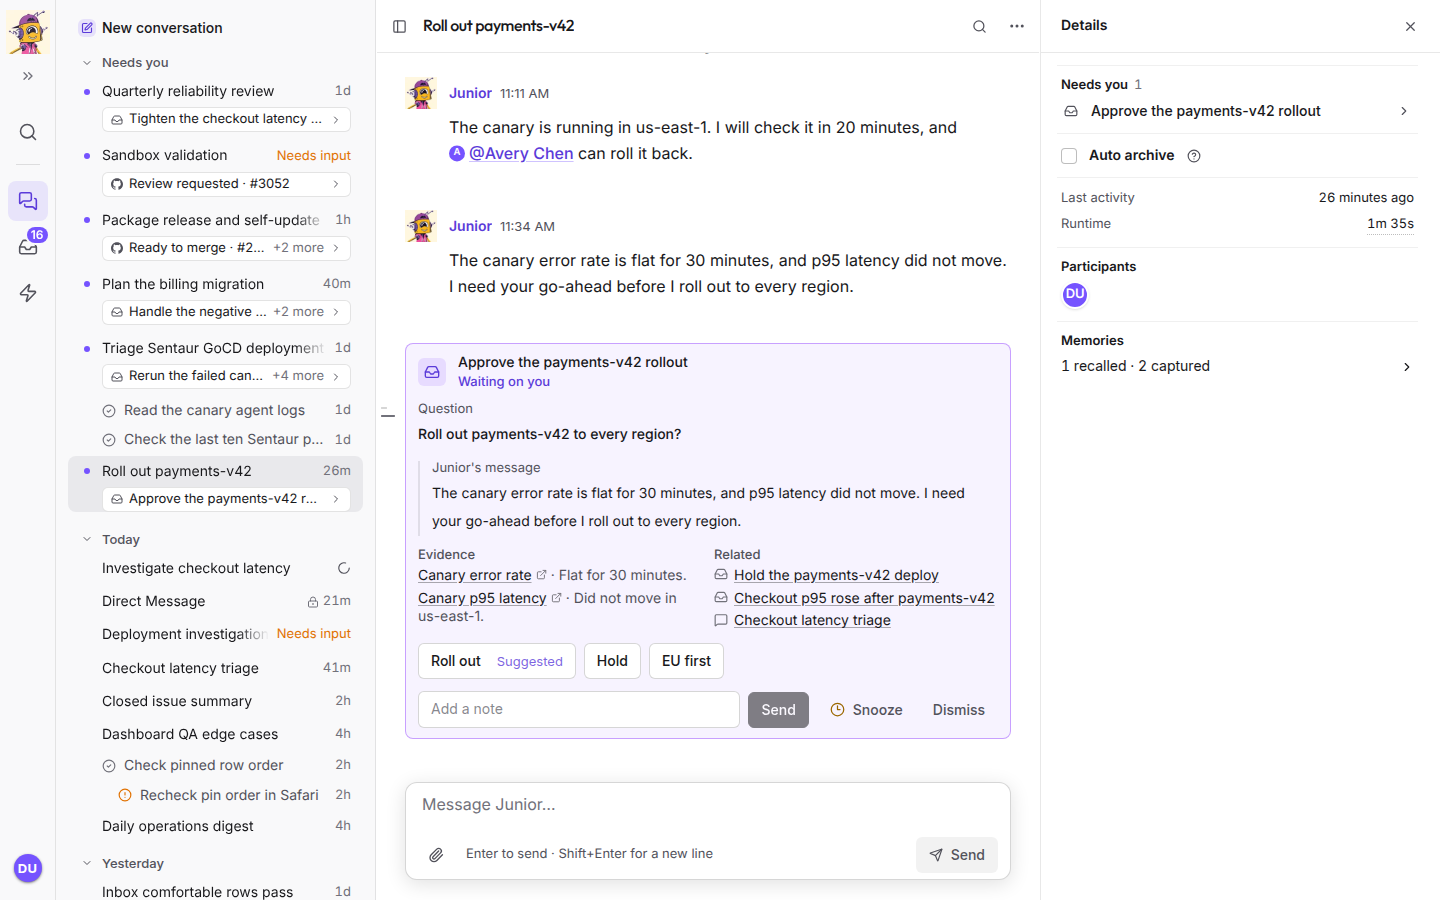 New conversation
Needs you
Quarterly reliability review 1d
Tighten the checkout latency ...
Sandbox validation Needs input
Review requested · #3052
Package release and self-update 1h
Ready to merge · #2... +2 more
Plan the billing migration 40m
Handle the negative ... +2 more
Triage Sentaur GoCD deployment 1d
Rerun the failed can... +4 more
Read the canary agent logs 1d
Check the last ten Sentaur p... 1d
Roll out payments-v42 26m
Approve the payments-v42 r...
Today
Investigate checkout latency
Direct Message 21m
Deployment investigation Needs input
Checkout latency triage 41m
Closed issue summary 2h
Dashboard QA edge cases 4h
Check pinned row order 2h
Recheck pin order in Safari 2h
Daily operations digest 4h
Yesterday
Inbox comfortable rows pass 1d
16
DU
Roll out payments-v42
Junior 11:11 AM
The canary is running in us-east-1. I will check it in 20 minutes, and
A @Avery Chen can roll it back.
Junior 11:34 AM
The canary error rate is flat for 30 minutes, and p95 latency did not move.
I need your go-ahead before I roll out to every region.
Approve the payments-v42 rollout
Waiting on you
Question
Roll out payments-v42 to every region?
Junior's message
The canary error rate is flat for 30 minutes, and p95 latency did not move. I need
your go-ahead before I roll out to every region.
Evidence
Canary error rate · Flat for 30 minutes.
Canary p95 latency · Did not move in
us-east-1.
Related
Hold the payments-v42 deploy
Checkout p95 rose after payments-v42
Checkout latency triage
Roll out Suggested
Hold
EU first
Add a note
Send
Snooze
Dismiss
Message Junior...
Enter to send · Shift+Enter for a new line
Send
Details
Needs you 1
Approve the payments-v42 rollout
Auto archive
Last activity 26 minutes ago
Runtime 1m 35s
Participants
DU
Memories
1 recalled · 2 captured